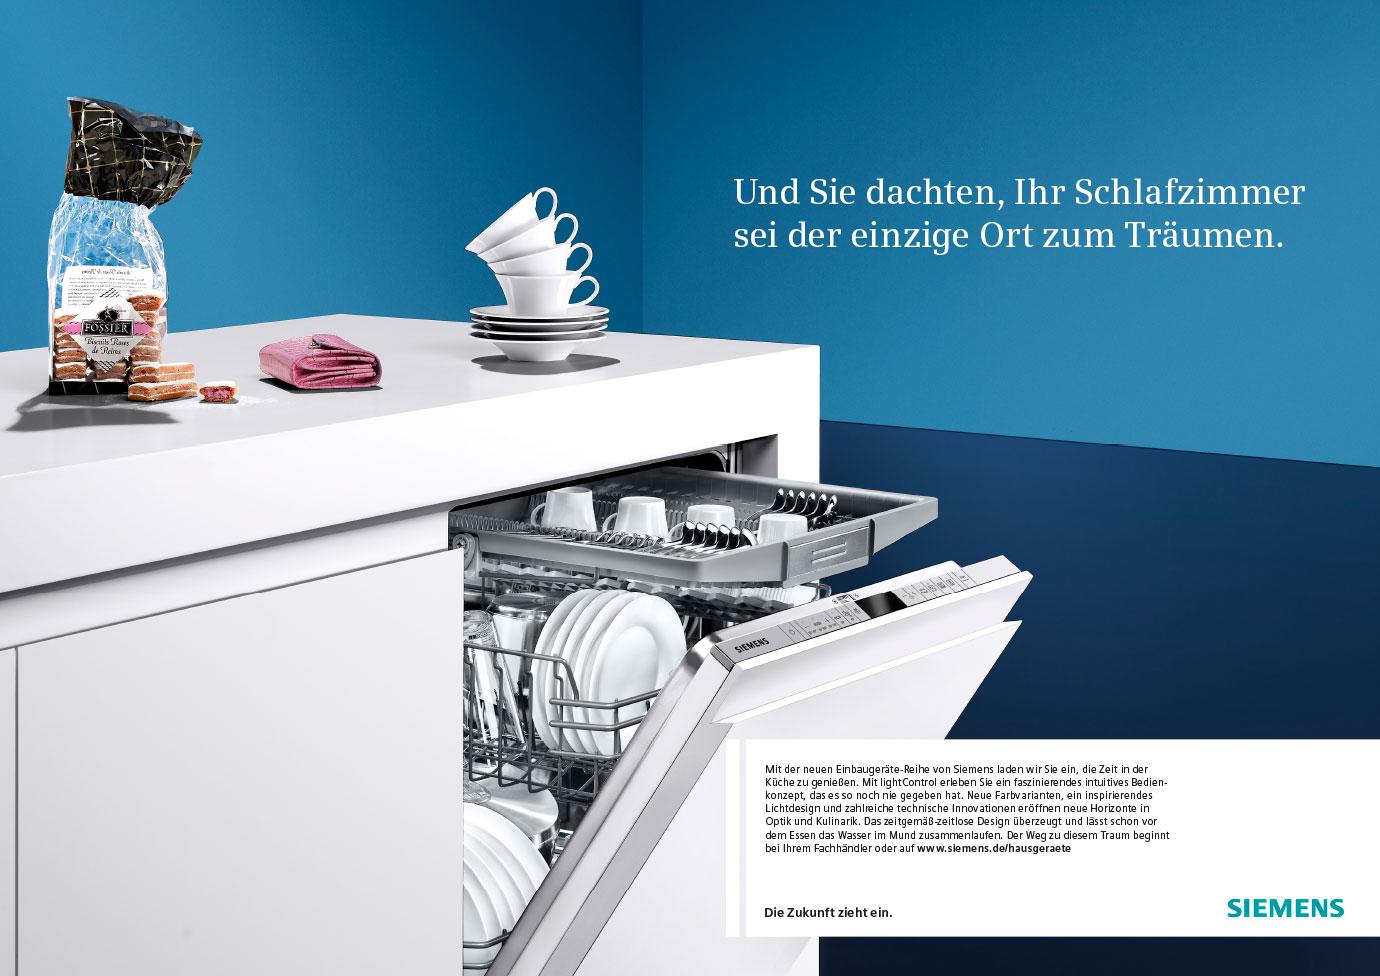 Und Sie dachten, Ihr Schlafzimmer
sei der einzige Ort zum Träumen.
FOSSIER
Biscuits Roses
de Reims
SIEMENS
Mit der neuen Einbaugeräte-Reihe von Siemens laden wir Sie ein, die Zeit in der
Küche zu genießen. Mit lightControl erleben Sie ein faszinierendes intuitives Bedien-
konzept, das es so noch nie gegeben hat. Neue Farbvarianten, ein inspirierendes
Lichtdesign und zahlreiche technische Innovationen eröffnen neue Horizonte in
Optik und Kulinarik. Das zeitgemäß-zeitlose Design überzeugt und lässt schon vor
dem Essen das Wasser im Mund zusammenlaufen. Der Weg zu diesem Traum beginnt
bei Ihrem Fachhändler oder auf www.siemens.de/hausgeraete
Die Zukunft zieht ein.
SIEMENS